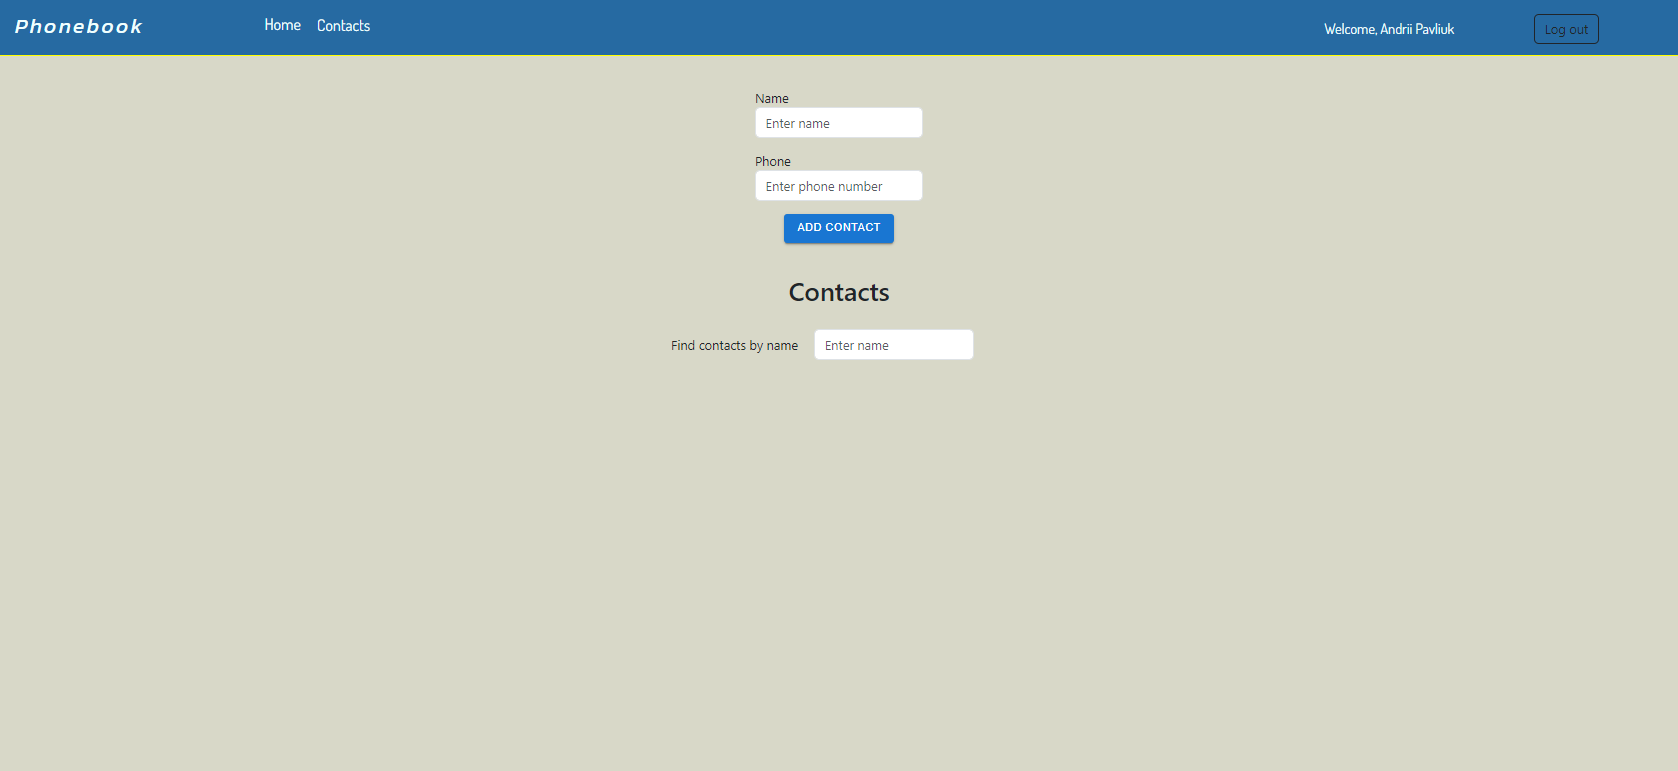 Phonebook
Home
Contacts
Welcome, Andrii Pavliuk
Log out
Name
Enter name
Phone
Enter phone number
ADD CONTACT
Contacts
Find contacts by name
Enter name